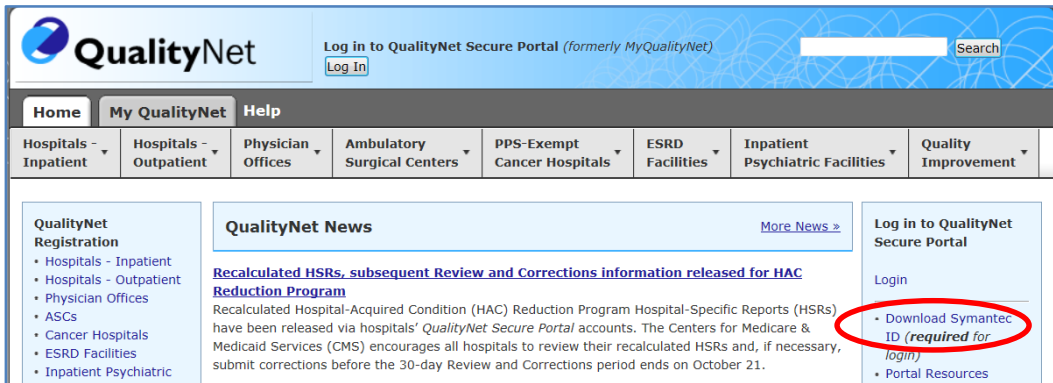 QualityNet
Log in to QualityNet Secure Portal (formerly MyQualityNet)
Log In
Search
Home
My QualityNet
Help
Hospitals -
Inpatient
Hospitals -
Outpatient
Physician
Offices
Ambulatory
Surgical Centers
PPS-Exempt
Cancer Hospitals
ESRD
Facilities
Inpatient
Psychiatric Facilities
Quality
Improvement
QualityNet
Registration
• Hospitals - Inpatient
• Hospitals - Outpatient
• Physician Offices
• ASCs
• Cancer Hospitals
• ESRD Facilities
• Inpatient Psychiatric
QualityNet News
More News »
Recalculated HSRs, subsequent Review and Corrections information released for HAC
Reduction Program
Recalculated Hospital-Acquired Condition (HAC) Reduction Program Hospital-Specific Reports (HSRs)
have been released via hospitals' QualityNet Secure Portal accounts. The Centers for Medicare &
Medicaid Services (CMS) encourages all hospitals to review their recalculated HSRs and, if necessary,
submit corrections before the 30-day Review and Corrections period ends on October 21.
Log in to QualityNet
Secure Portal
Login
• Download Symantec
ID (required for
login)
• Portal Resources